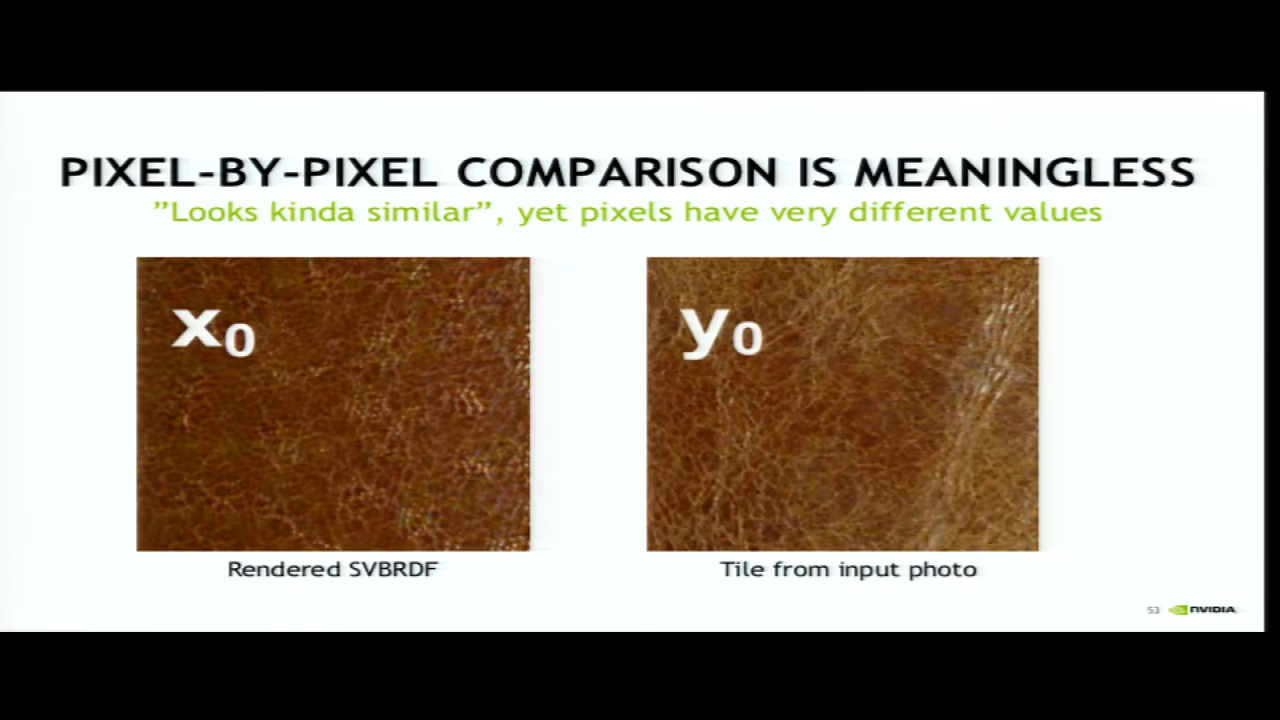 PIXEL-BY-PIXEL COMPARISON IS MEANINGLESS
”Looks kinda similar”, yet pixels have very different values
x₀
y₀
Rendered SVBRDF
Tile from input photo
53
NVIDIA